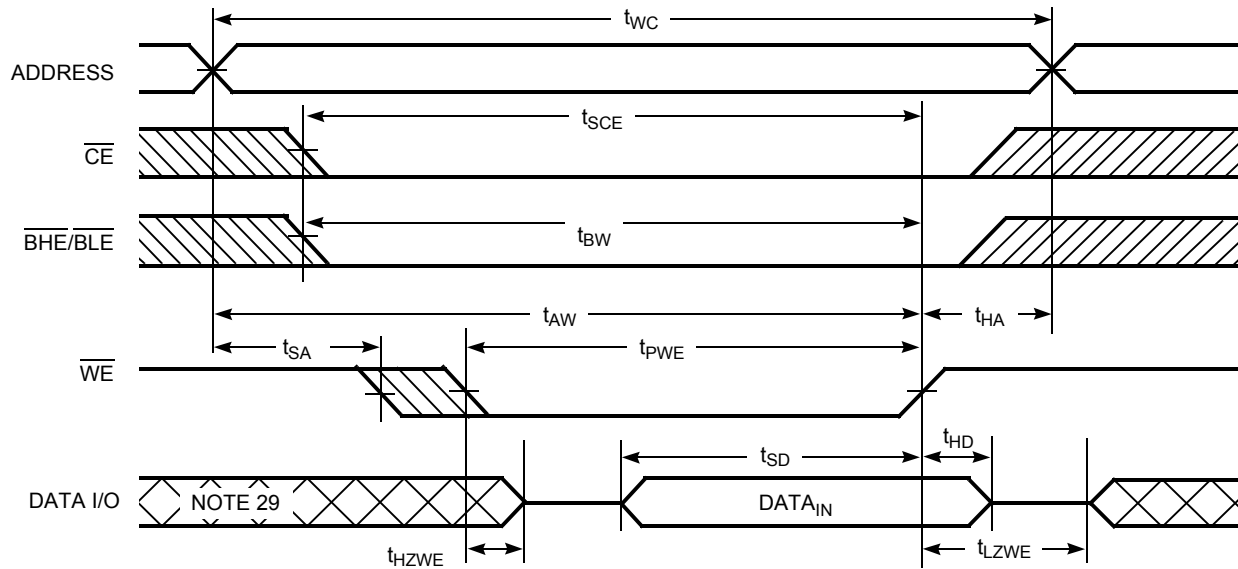 tWC
ADDRESS
tSCE
CE
BHE/BLE
tBW
tAW
tHA
tSA
tPWE
WE
tHD
tSD
DATA I/O
NOTE 29
DATAIN
tHZWE
tLZWE